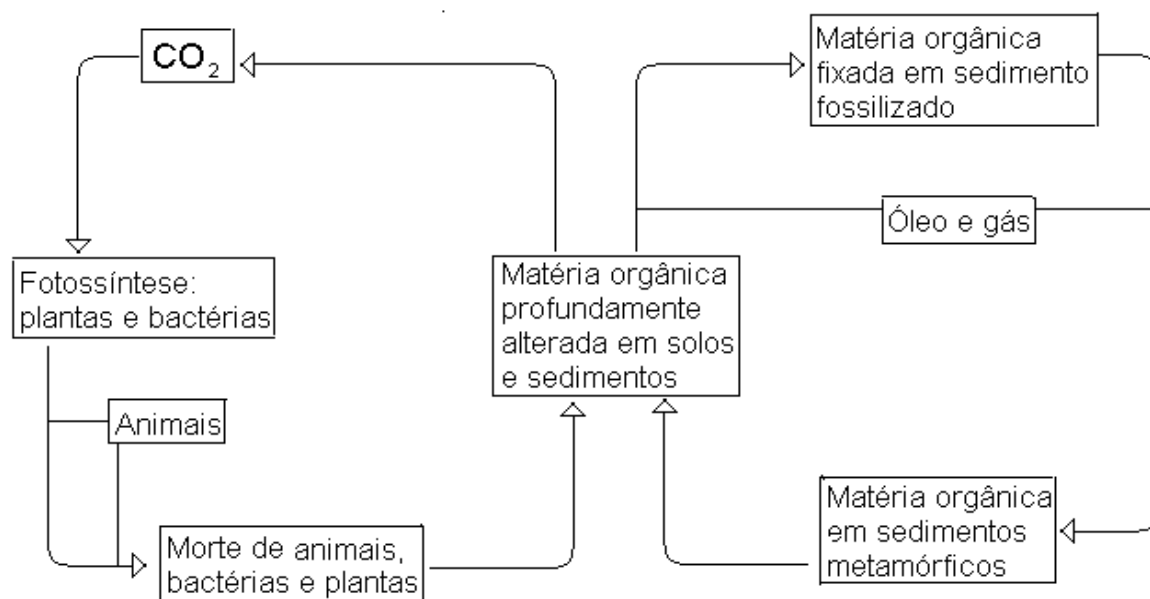 CO₂
Matéria orgânica
fixada em sedimento
fossilizado
Óleo e gás
Fotossíntese:
plantas e bactérias
Matéria orgânica
profundamente
alterada em solos
e sedimentos
Animais
Morte de animais,
bactérias e plantas
Matéria orgânica
em sedimentos
metamórficos